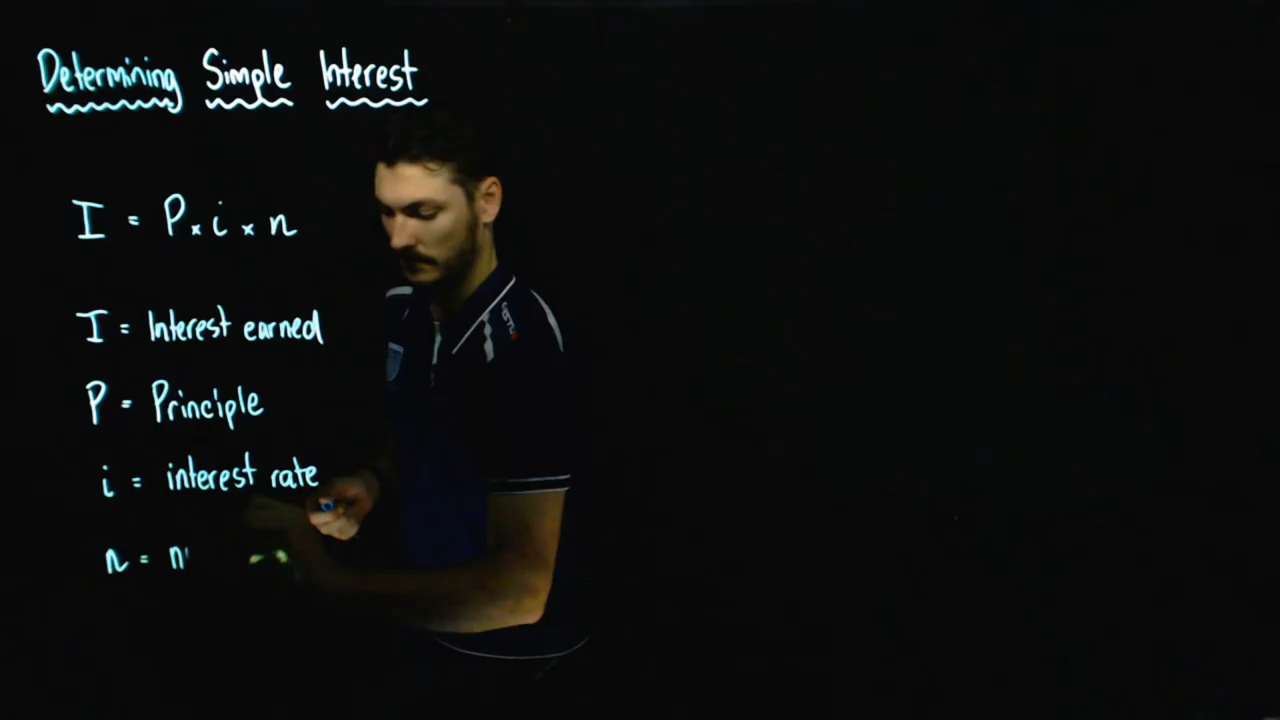 Determining Simple Interest
I = P × i × n
I = Interest earned
P = Principle
i = interest rate
n = n